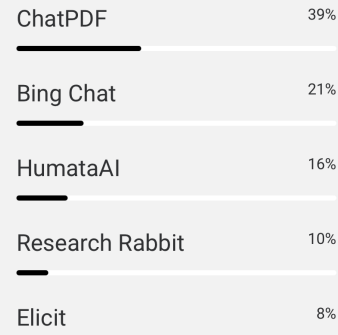 ChatPDF 39%
Bing Chat 21%
HumataAI 16%
Research Rabbit 10%
Elicit 8%